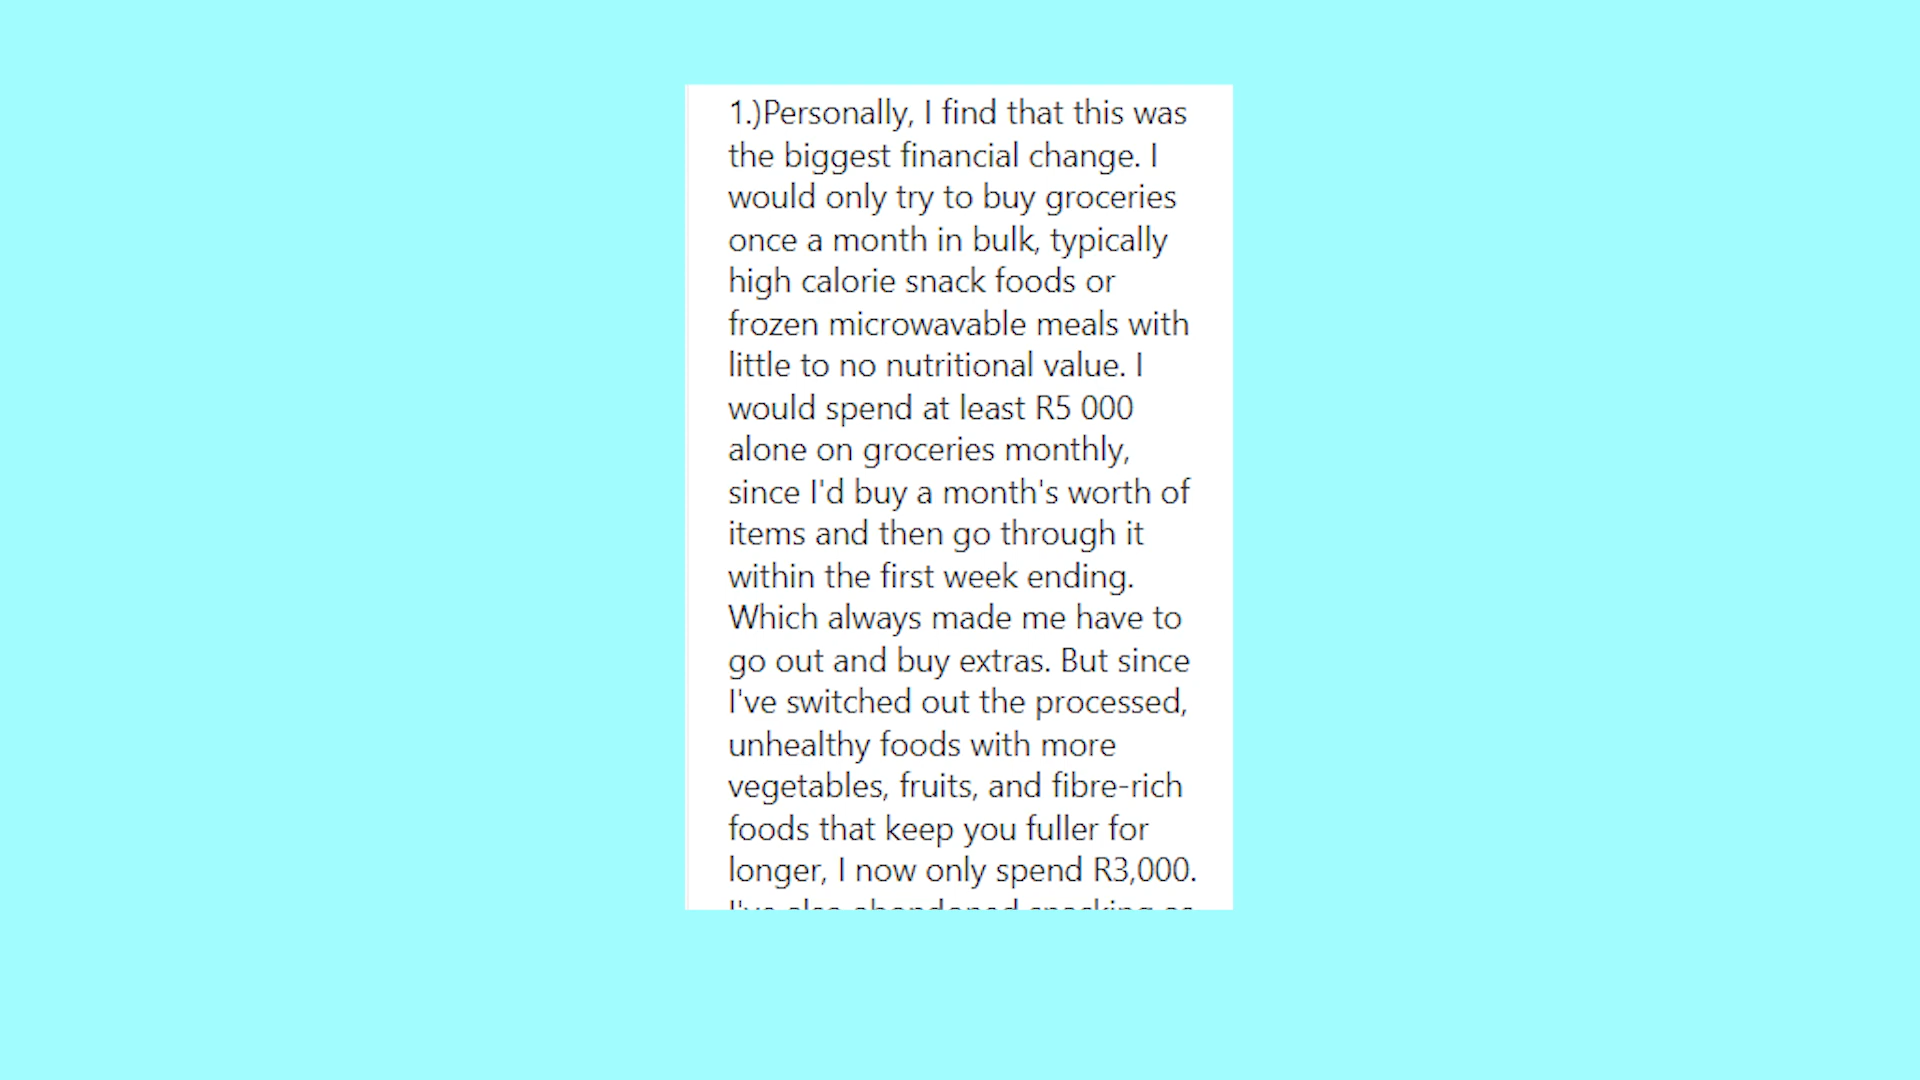 1.)Personally, I find that this was
the biggest financial change. I
would only try to buy groceries
once a month in bulk, typically
high calorie snack foods or
frozen microwavable meals with
little to no nutritional value. I
would spend at least R5 000
alone on groceries monthly,
since I'd buy a month's worth of
items and then go through it
within the first week ending.
Which always made me have to
go out and buy extras. But since
I've switched out the processed,
unhealthy foods with more
vegetables, fruits, and fibre-rich
foods that keep you fuller for
longer, I now only spend R3,000.
I've also abandoned snacking as